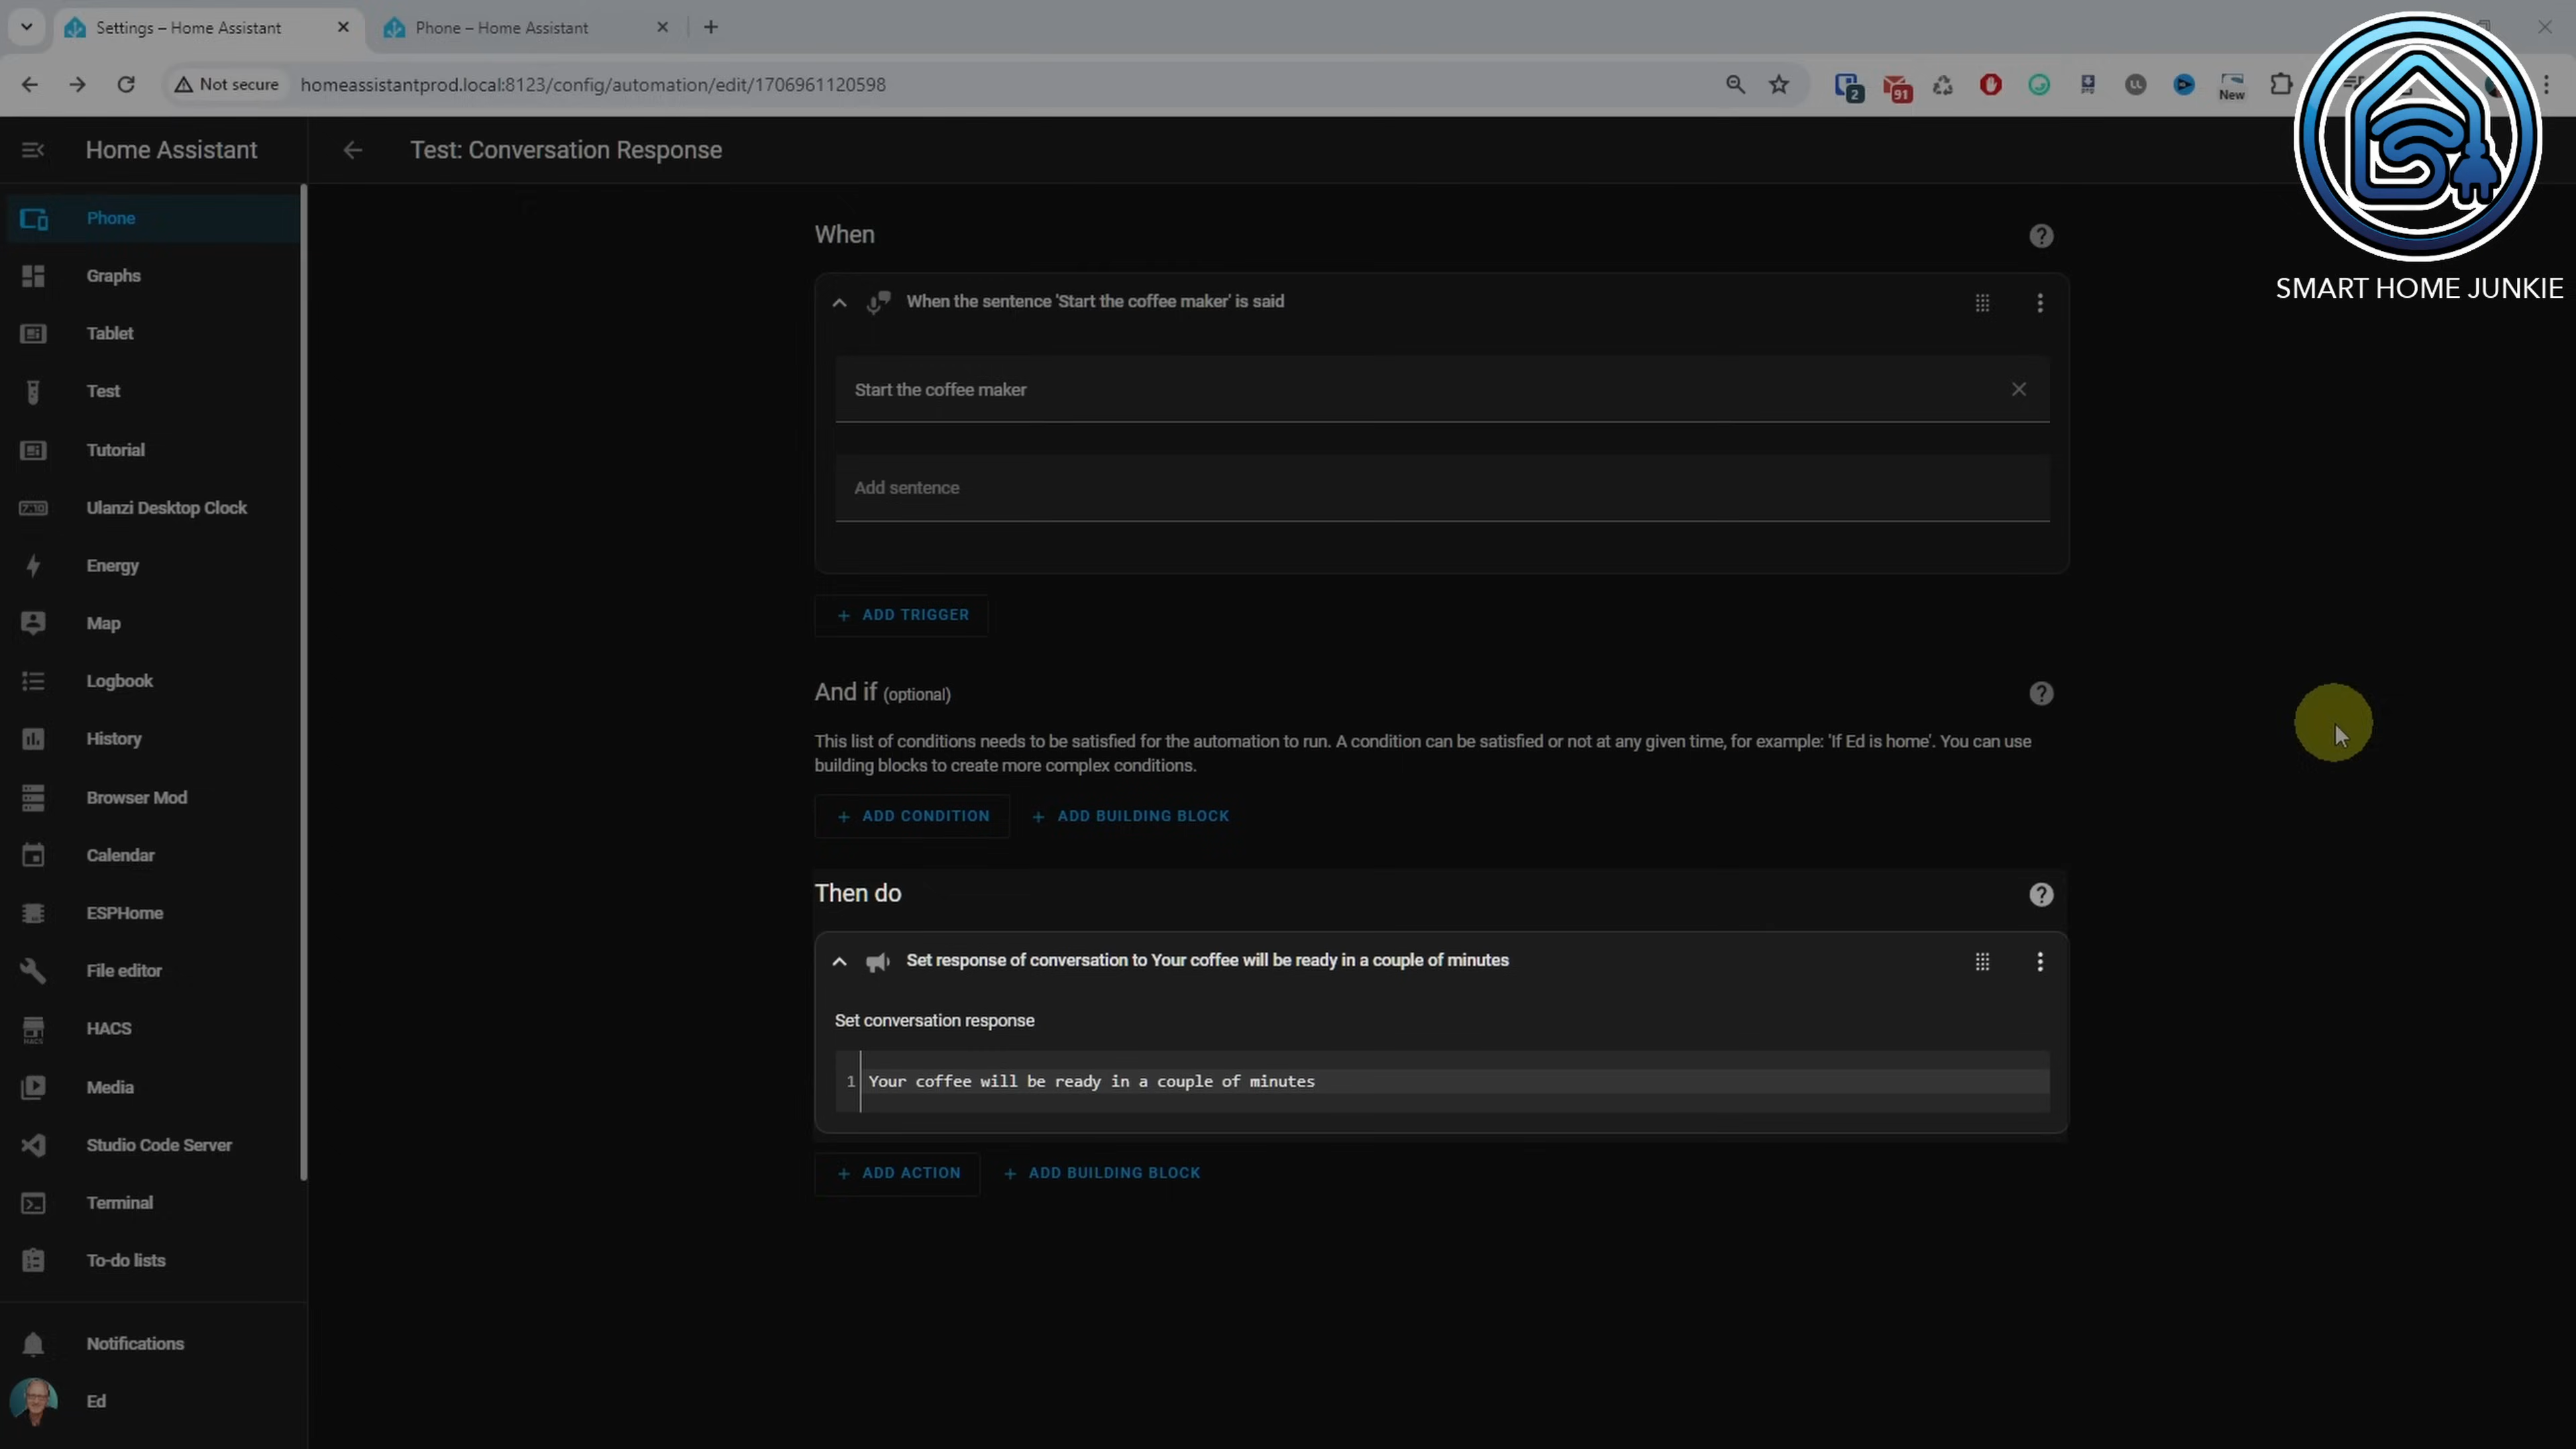 Settings – Home Assistant
Phone – Home Assistant
Not secure
homeassistantprod.local:8123/config/automation/edit/1706961120598
2
91
New
SMART HOME JUNKIE
Home Assistant
Test: Conversation Response
Phone
Graphs
Tablet
Test
Tutorial
Ulanzi Desktop Clock
Energy
Map
Logbook
History
Browser Mod
Calendar
ESPHome
File editor
HACS
Media
Studio Code Server
Terminal
To-do lists
Notifications
Ed
When
When the sentence 'Start the coffee maker' is said
Start the coffee maker
Add sentence
ADD TRIGGER
And if (optional)
This list of conditions needs to be satisfied for the automation to run. A condition can be satisfied or not at any given time, for example: 'If Ed is home'. You can use
building blocks to create more complex conditions.
ADD CONDITION
ADD BUILDING BLOCK
Then do
Set response of conversation to Your coffee will be ready in a couple of minutes
Set conversation response
1 Your coffee will be ready in a couple of minutes
ADD ACTION
ADD BUILDING BLOCK